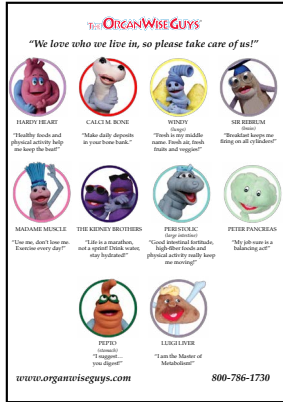 THE ORGANWISE GUYS
"We love who we live in, so please take care of us!"
HARDY HEART
"Healthy foods and
physical activity help
me keep the beat!"
CALCI M. BONE
"Make daily deposits
in your bone bank."
WINDY
(lungs)
"Fresh is my middle
name. Fresh air, fresh
fruits and veggies!"
SIR REBRUM
(brain)
"Breakfast keeps me
firing on all cylinders!"
MADAME MUSCLE
"Use me, don't lose me.
Exercise every day!"
THE KIDNEY BROTHERS
"Life is a marathon,
not a sprint! Drink water,
stay hydrated!"
PERI STOLIC
(large intestine)
"Good intestinal fortitude,
high-fiber foods and
physical activity really keep
me moving!"
PETER PANCREAS
"My job sure is a
balancing act!"
PEPTO
(stomach)
"I suggest…
you digest!"
LUIGI LIVER
"I am the Master of
Metabolism!"
www.organwiseguys.com
800-786-1730